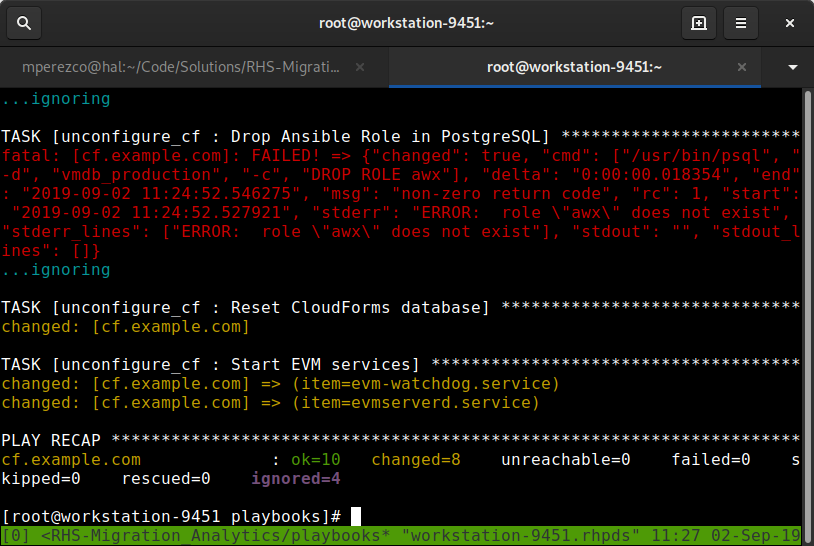 root@workstation-9451:~
mperezco@hal:~/Code/Solutions/RHS-Migrati...
root@workstation-9451:~
...ignoring
TASK [unconfigure_cf : Drop Ansible Role in PostgreSQL] ************************
fatal: [cf.example.com]: FAILED! => {"changed": true, "cmd": ["/usr/bin/psql", "
-d", "vmdb_production", "-c", "DROP ROLE awx"], "delta": "0:00:00.018354", "end"
: "2019-09-02 11:24:52.546275", "msg": "non-zero return code", "rc": 1, "start":
"2019-09-02 11:24:52.527921", "stderr": "ERROR:  role \"awx\" does not exist",
"stderr_lines": ["ERROR:  role \"awx\" does not exist"], "stdout": "", "stdout_l
ines": []}
...ignoring
TASK [unconfigure_cf : Reset CloudForms database] ******************************
changed: [cf.example.com]
TASK [unconfigure_cf : Start EVM services] *************************************
changed: [cf.example.com] => (item=evm-watchdog.service)
changed: [cf.example.com] => (item=evmserverd.service)
PLAY RECAP *********************************************************************
cf.example.com             : ok=10   changed=8    unreachable=0    failed=0    s
kipped=0    rescued=0    ignored=4
[root@workstation-9451 playbooks]#
[0] <RHS-Migration_Analytics/playbooks* "workstation-9451.rhpds" 11:27 02-Sep-19